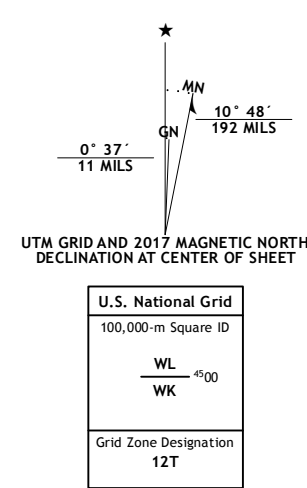 ★
MN
GN
10° 48´
192 MILS
0° 37´
11 MILS
UTM GRID AND 2017 MAGNETIC NORTH
DECLINATION AT CENTER OF SHEET
U.S. National Grid
100,000-m Square ID
WL
4500
WK
Grid Zone Designation
12T